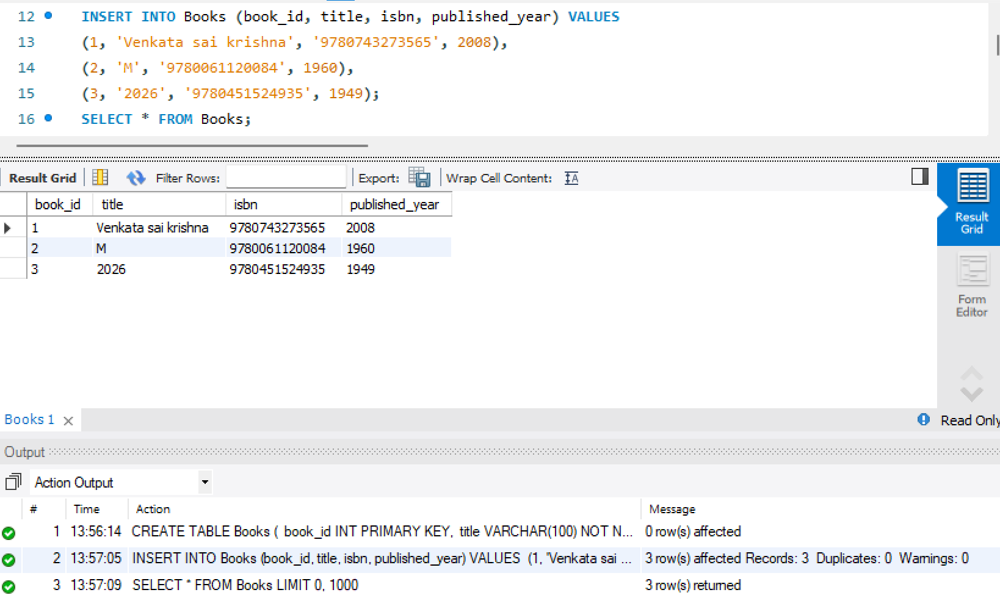 12 INSERT INTO Books (book_id, title, isbn, published_year) VALUES
13 (1, 'Venkata sai krishna', '9780743273565', 2008),
14 (2, 'M', '9780061120084', 1960),
15 (3, '2026', '9780451524935', 1949);
16 SELECT * FROM Books;
Result Grid Filter Rows: Export: Wrap Cell Content: IA
book_id title isbn published_year
1 Venkata sai krishna 9780743273565 2008
2 M 9780061120084 1960
3 2026 9780451524935 1949
Result
Grid
Form
Editor
Books 1 Read Only
Output
Action Output
# Time Action Message
1 13:56:14 CREATE TABLE Books ( book_id INT PRIMARY KEY, title VARCHAR(100) NOT N... 0 row(s) affected
2 13:57:05 INSERT INTO Books (book_id, title, isbn, published_year) VALUES (1, 'Venkata sai ... 3 row(s) affected Records: 3 Duplicates: 0 Warnings: 0
3 13:57:09 SELECT * FROM Books LIMIT 0, 1000 3 row(s) returned